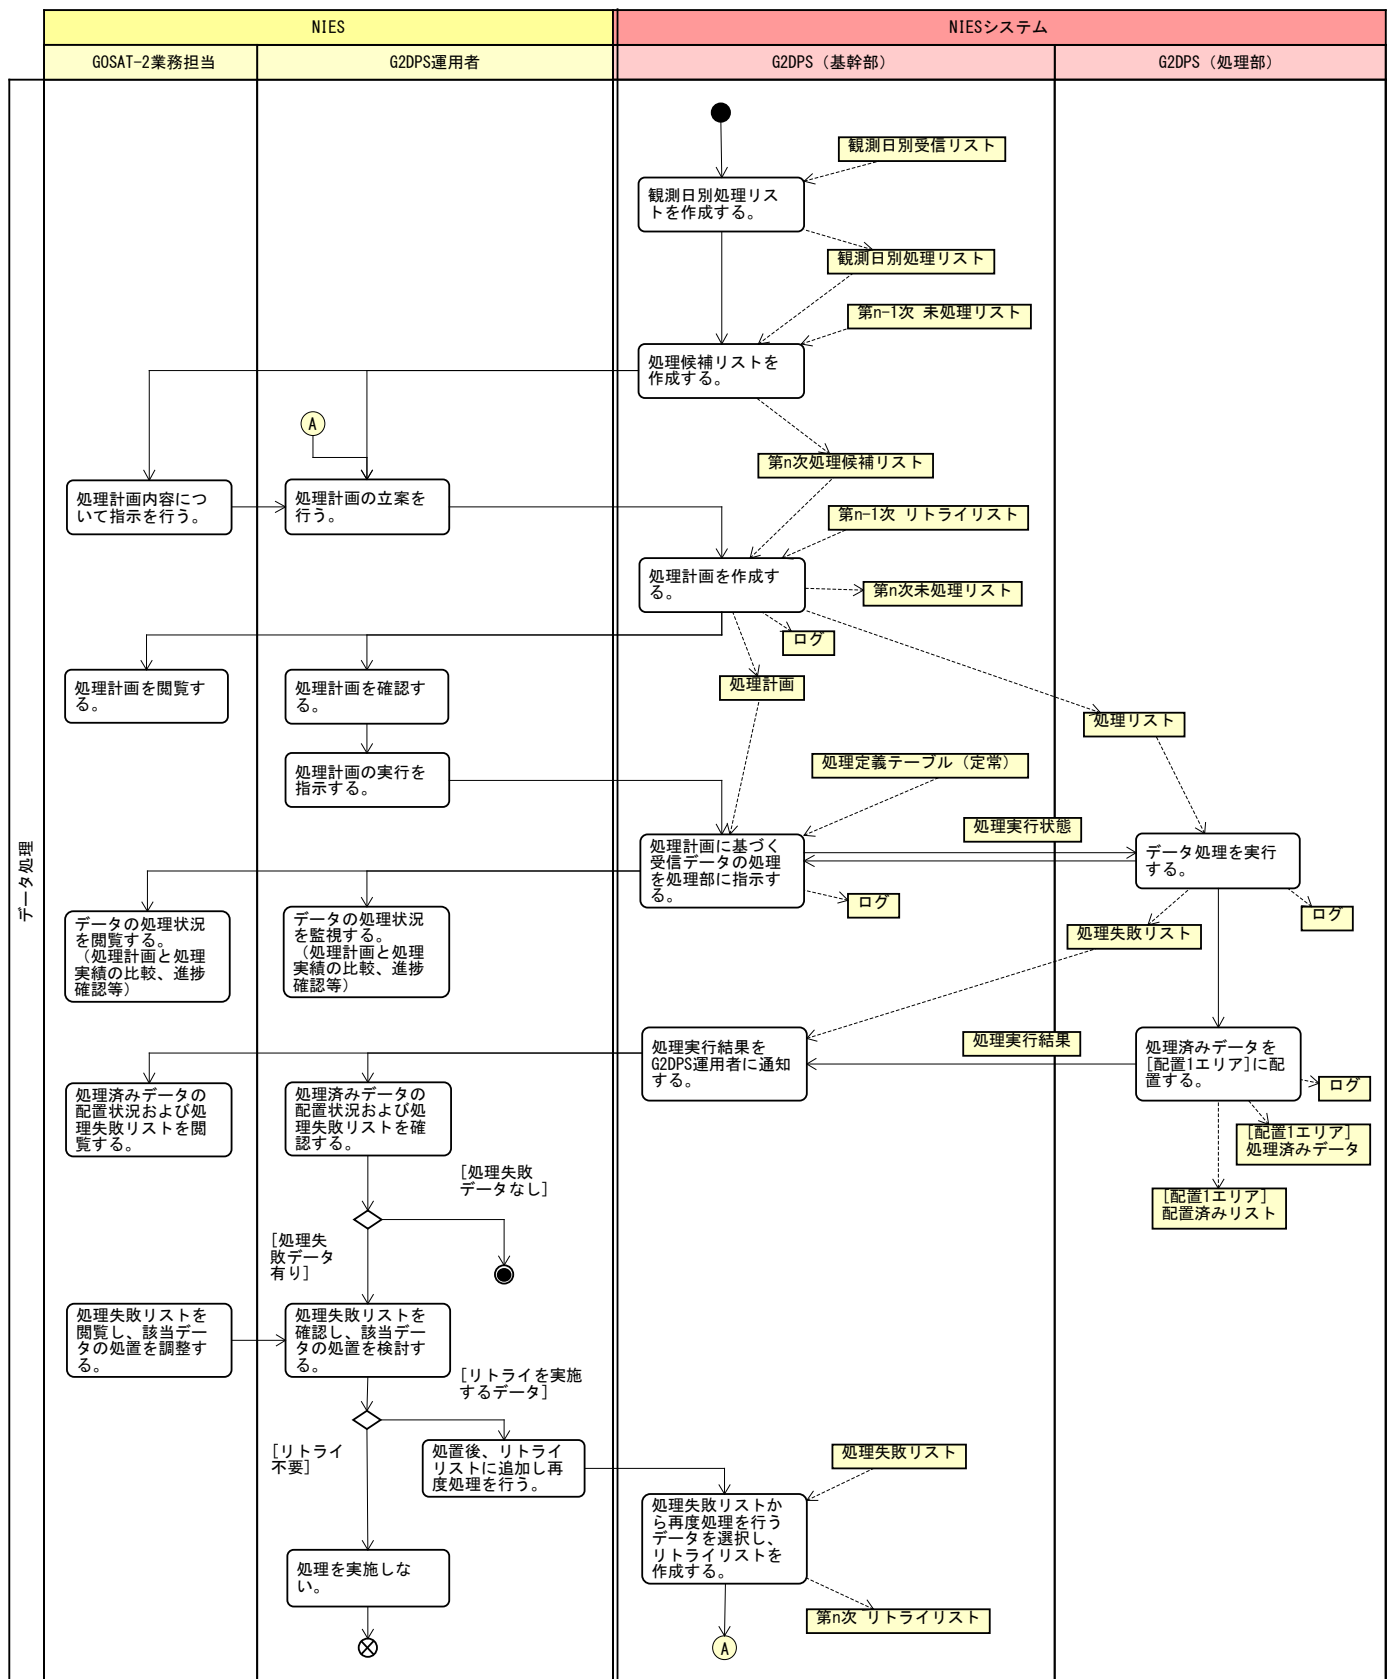 NIES
NIESシステム
GOSAT-2業務担当
G2DPS運用者
G2DPS（基幹部）
G2DPS（処理部）
データ処理
観測日別受信リスト
観測日別処理リス
トを作成する。
観測日別処理リスト
第n-1次 未処理リスト
処理候補リストを
作成する。
A
第n次処理候補リスト
処理計画内容につ
いて指示を行う。
処理計画の立案を
行う。
第n-1次 リトライリスト
処理計画を作成す
る。
第n次未処理リスト
ログ
処理計画
処理計画を閲覧す
る。
処理計画を確認す
る。
処理リスト
処理計画の実行を
指示する。
処理定義テーブル（定常）
処理実行状態
処理計画に基づく
受信データの処理
を処理部に指示す
る。
データ処理を実行
する。
ログ
ログ
処理失敗リスト
データの処理状況
を閲覧する。
（処理計画と処理
実績の比較、進捗
確認等）
データの処理状況
を監視する。
（処理計画と処理
実績の比較、進捗
確認等）
処理実行結果を
G2DPS運用者に通知
する。
処理実行結果
処理済みデータを
[配置1エリア]に配
置する。
ログ
処理済みデータの
配置状況および処
理失敗リストを閲
覧する。
処理済みデータの
配置状況および処
理失敗リストを確
認する。
[配置1エリア]
処理済みデータ
[配置1エリア]
配置済みリスト
[処理失敗
データなし]
[処理失
敗データ
有り]
処理失敗リストを
閲覧し、該当デー
タの処置を調整す
る。
処理失敗リストを
確認し、該当デー
タの処置を検討す
る。
[リトライを実施
するデータ]
[リトライ
不要]
処置後、リトライ
リストに追加し再
度処理を行う。
処理失敗リスト
処理失敗リストか
ら再度処理を行う
データを選択し、
リトライリストを
作成する。
処理を実施しな
い。
第n次 リトライリスト
A